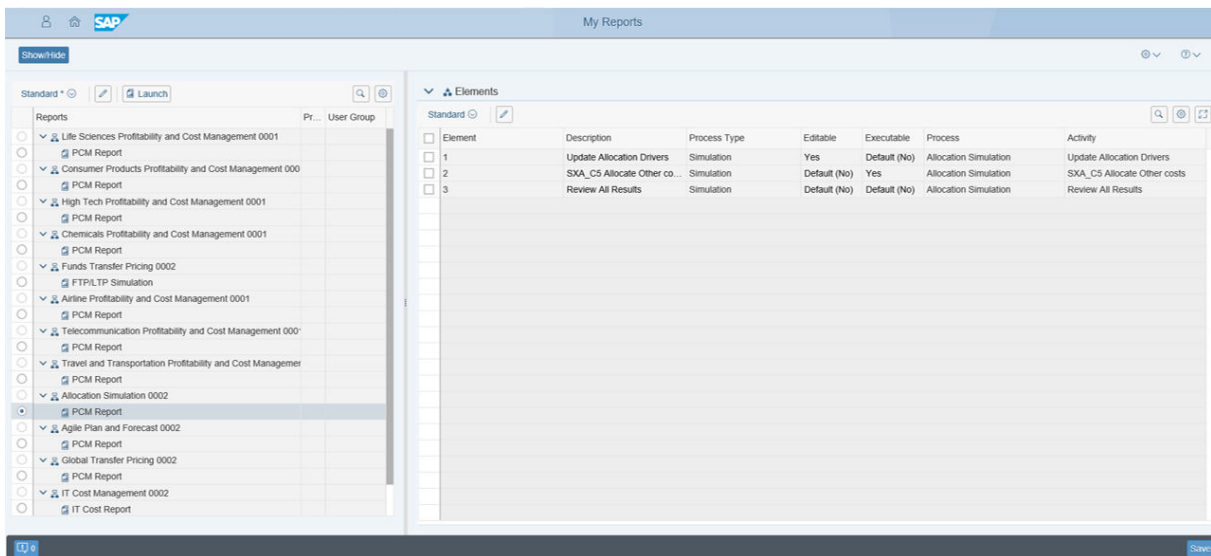 SAP My Reports
Show/Hide
Standard * Launch
Reports Pr... User Group
Life Sciences Profitability and Cost Management 0001
PCM Report
Consumer Products Profitability and Cost Management 000
PCM Report
High Tech Profitability and Cost Management 0001
PCM Report
Chemicals Profitability and Cost Management 0001
PCM Report
Funds Transfer Pricing 0002
FTP/LTP Simulation
Airline Profitability and Cost Management 0001
PCM Report
Telecommunication Profitability and Cost Management 000
PCM Report
Travel and Transportation Profitability and Cost Managemer
PCM Report
Allocation Simulation 0002
PCM Report
Agile Plan and Forecast 0002
PCM Report
Global Transfer Pricing 0002
PCM Report
IT Cost Management 0002
IT Cost Report
Elements
Standard
Element Description Process Type Editable Executable Process Activity
1 Update Allocation Drivers Simulation Yes Default (No) Allocation Simulation Update Allocation Drivers
2 SXA_C5 Allocate Other co... Simulation Default (No) Yes Allocation Simulation SXA_C5 Allocate Other costs
3 Review All Results Simulation Default (No) Default (No) Allocation Simulation Review All Results
0 Save